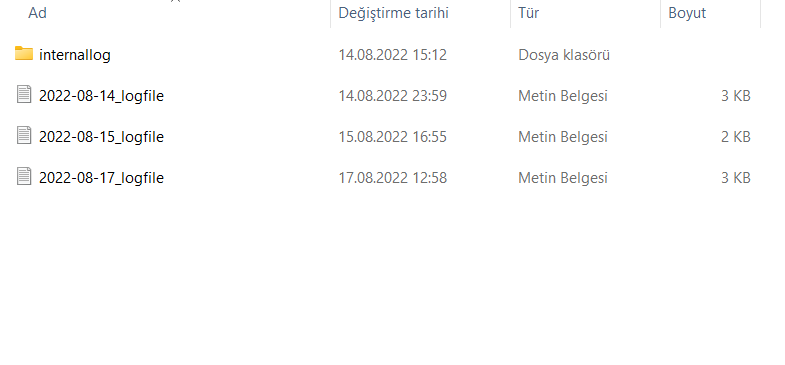 Ad Değiştirme tarihi Tür Boyut
internallog 14.08.2022 15:12 Dosya klasörü
2022-08-14_logfile 14.08.2022 23:59 Metin Belgesi 3 KB
2022-08-15_logfile 15.08.2022 16:55 Metin Belgesi 2 KB
2022-08-17_logfile 17.08.2022 12:58 Metin Belgesi 3 KB